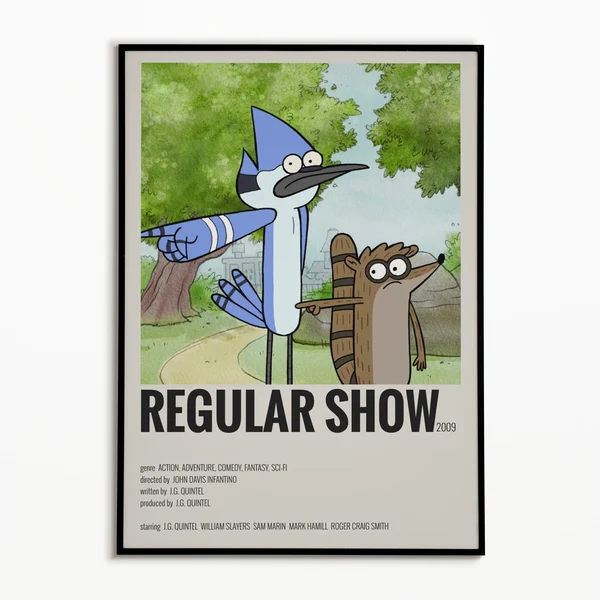 REGULAR SHOW 2009
genre ACTION, ADVENTURE, COMEDY, FANTASY, SCI-FI
directed by JOHN DAVIS INFANTINO
written by J.G. QUINTEL
produced by J.G. QUINTEL
starring J.G. QUINTEL WILLIAM SLAYERS SAM MARIN MARK HAMILL ROGER CRAIG SMITH